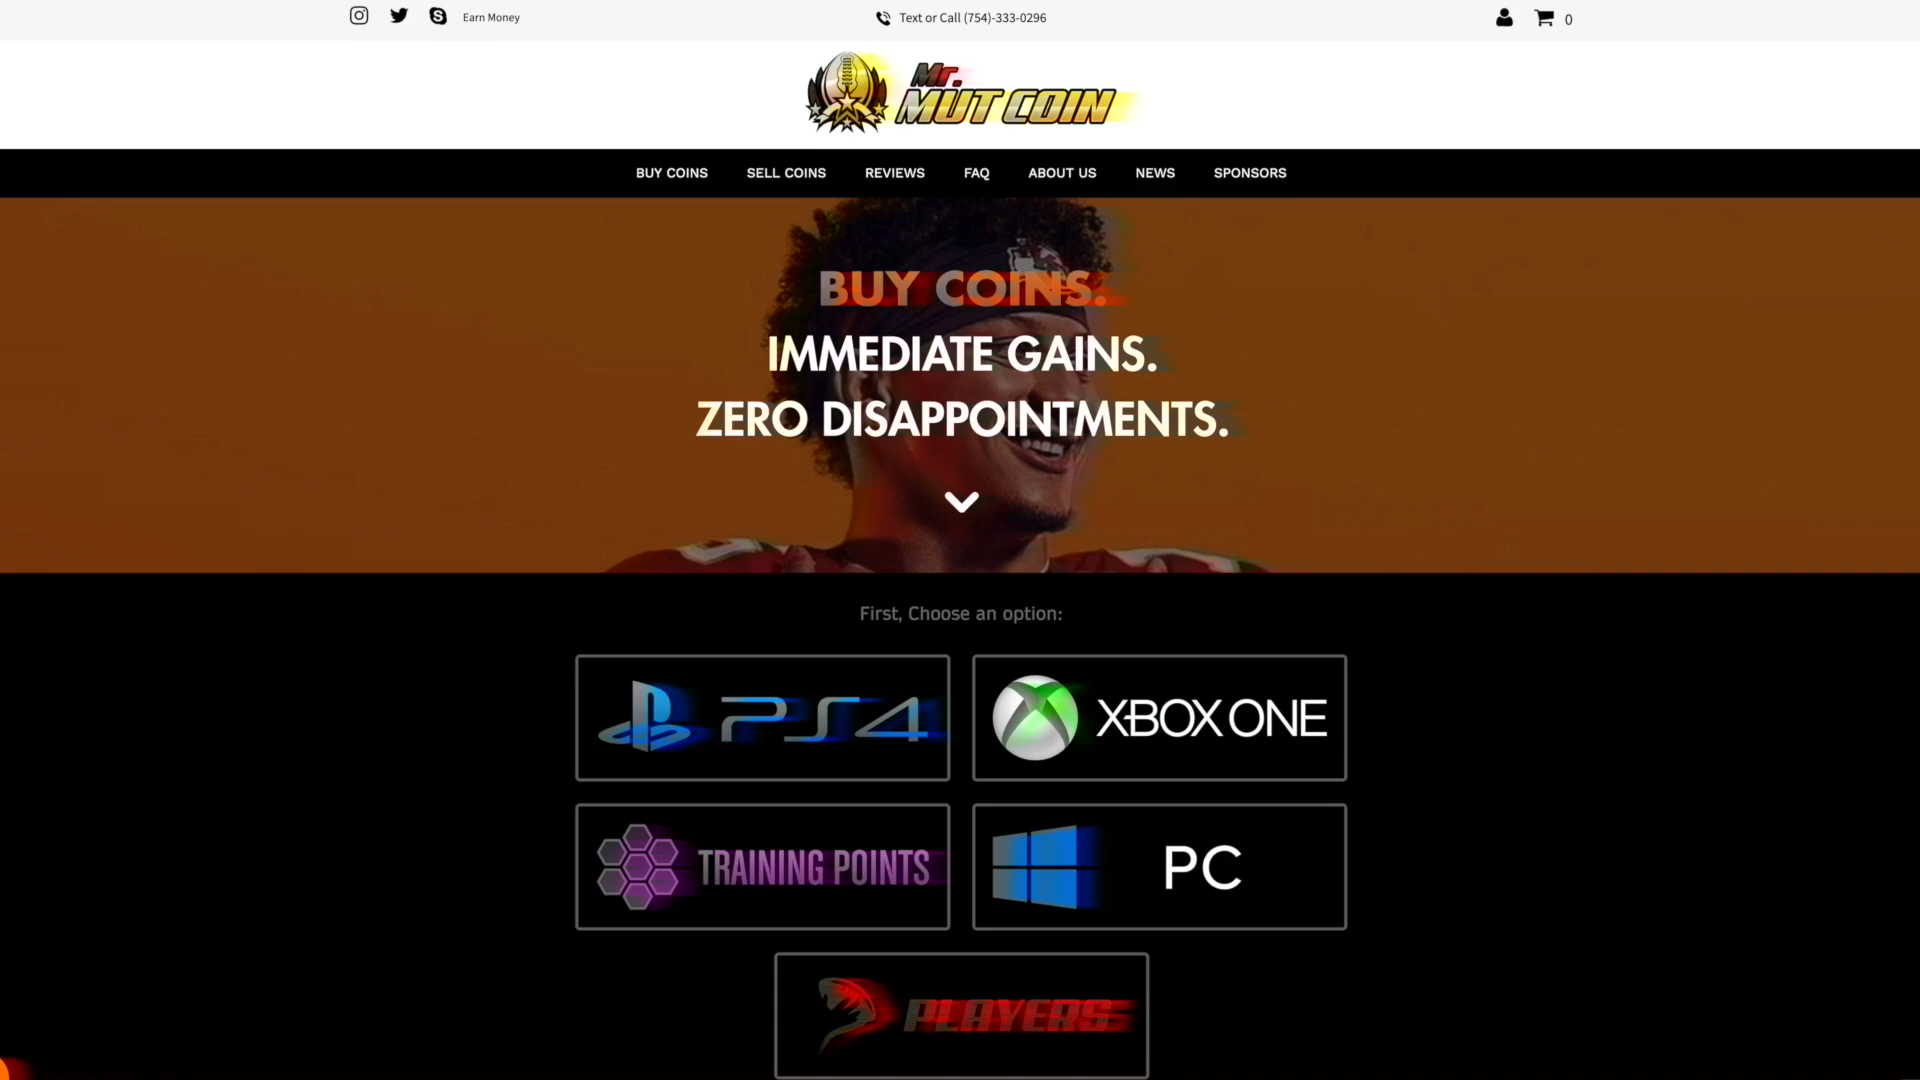 Earn Money
Text or Call (754)-333-0296
0
Mr.
MUT COIN
BUY COINS SELL COINS REVIEWS FAQ ABOUT US NEWS SPONSORS
BUY COINS.
IMMEDIATE GAINS.
ZERO DISAPPOINTMENTS.
First, Choose an option:
PS4
XBOX ONE
TRAINING POINTS
PC
PLAYERS